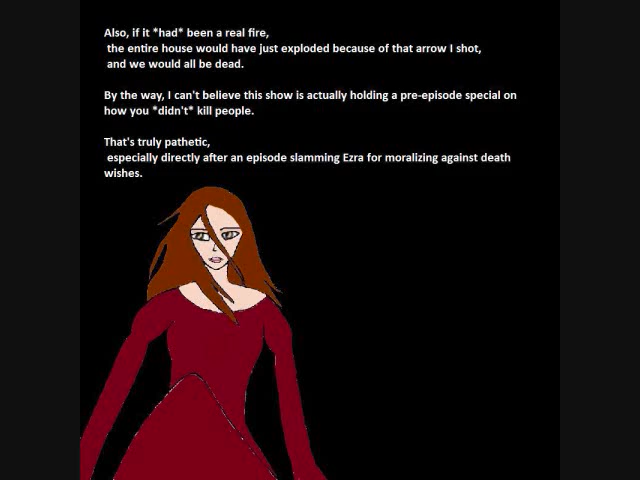 Also, if it *had* been a real fire,
the entire house would have just exploded because of that arrow I shot,
and we would all be dead.
By the way, I can't believe this show is actually holding a pre-episode special on
how you *didn't* kill people.
That's truly pathetic,
especially directly after an episode slamming Ezra for moralizing against death
wishes.